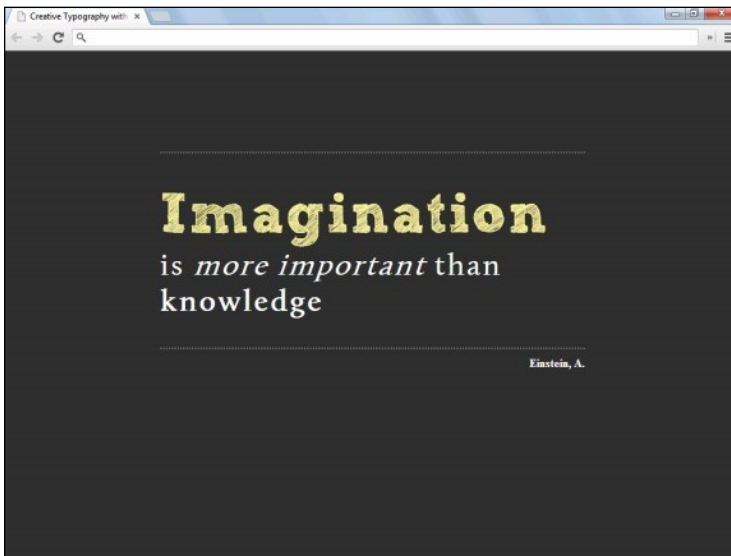 Creative Typography with
Imagination
is more important than
knowledge
Einstein, A.